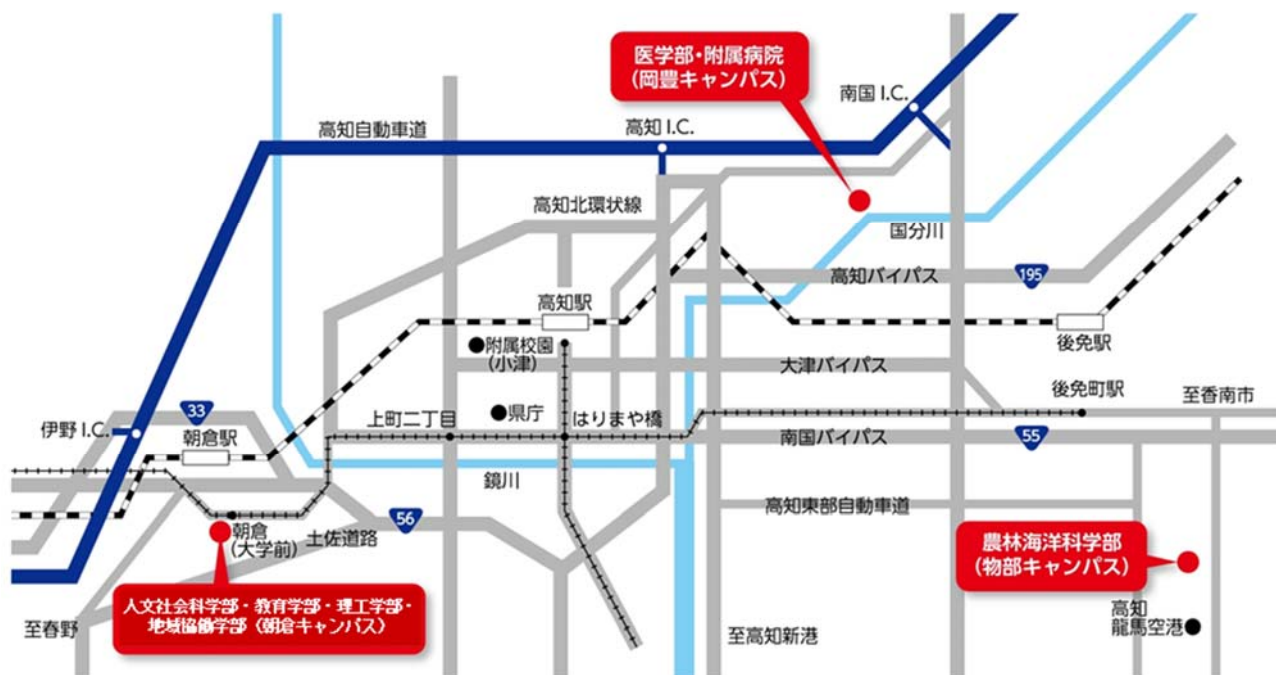 医学部・附属病院
(岡豊キャンパス)
南国 I.C.
高知自動車道
高知 I.C.
高知北環状線
国分川
高知バイパス
195
高知駅
後免駅
附属校園
(小津)
大津バイパス
後免町駅
至香南市
33
上町二丁目
県庁
はりまや橋
伊野 I.C.
朝倉駅
南国バイパス
55
鏡川
高知東部自動車道
56
朝倉
(大学前)
土佐道路
農林海洋科学部
(物部キャンパス)
人文社会科学部・教育学部・理工学部・
地域協働学部(朝倉キャンパス)
至春野
至高知新港
高知
龍馬空港